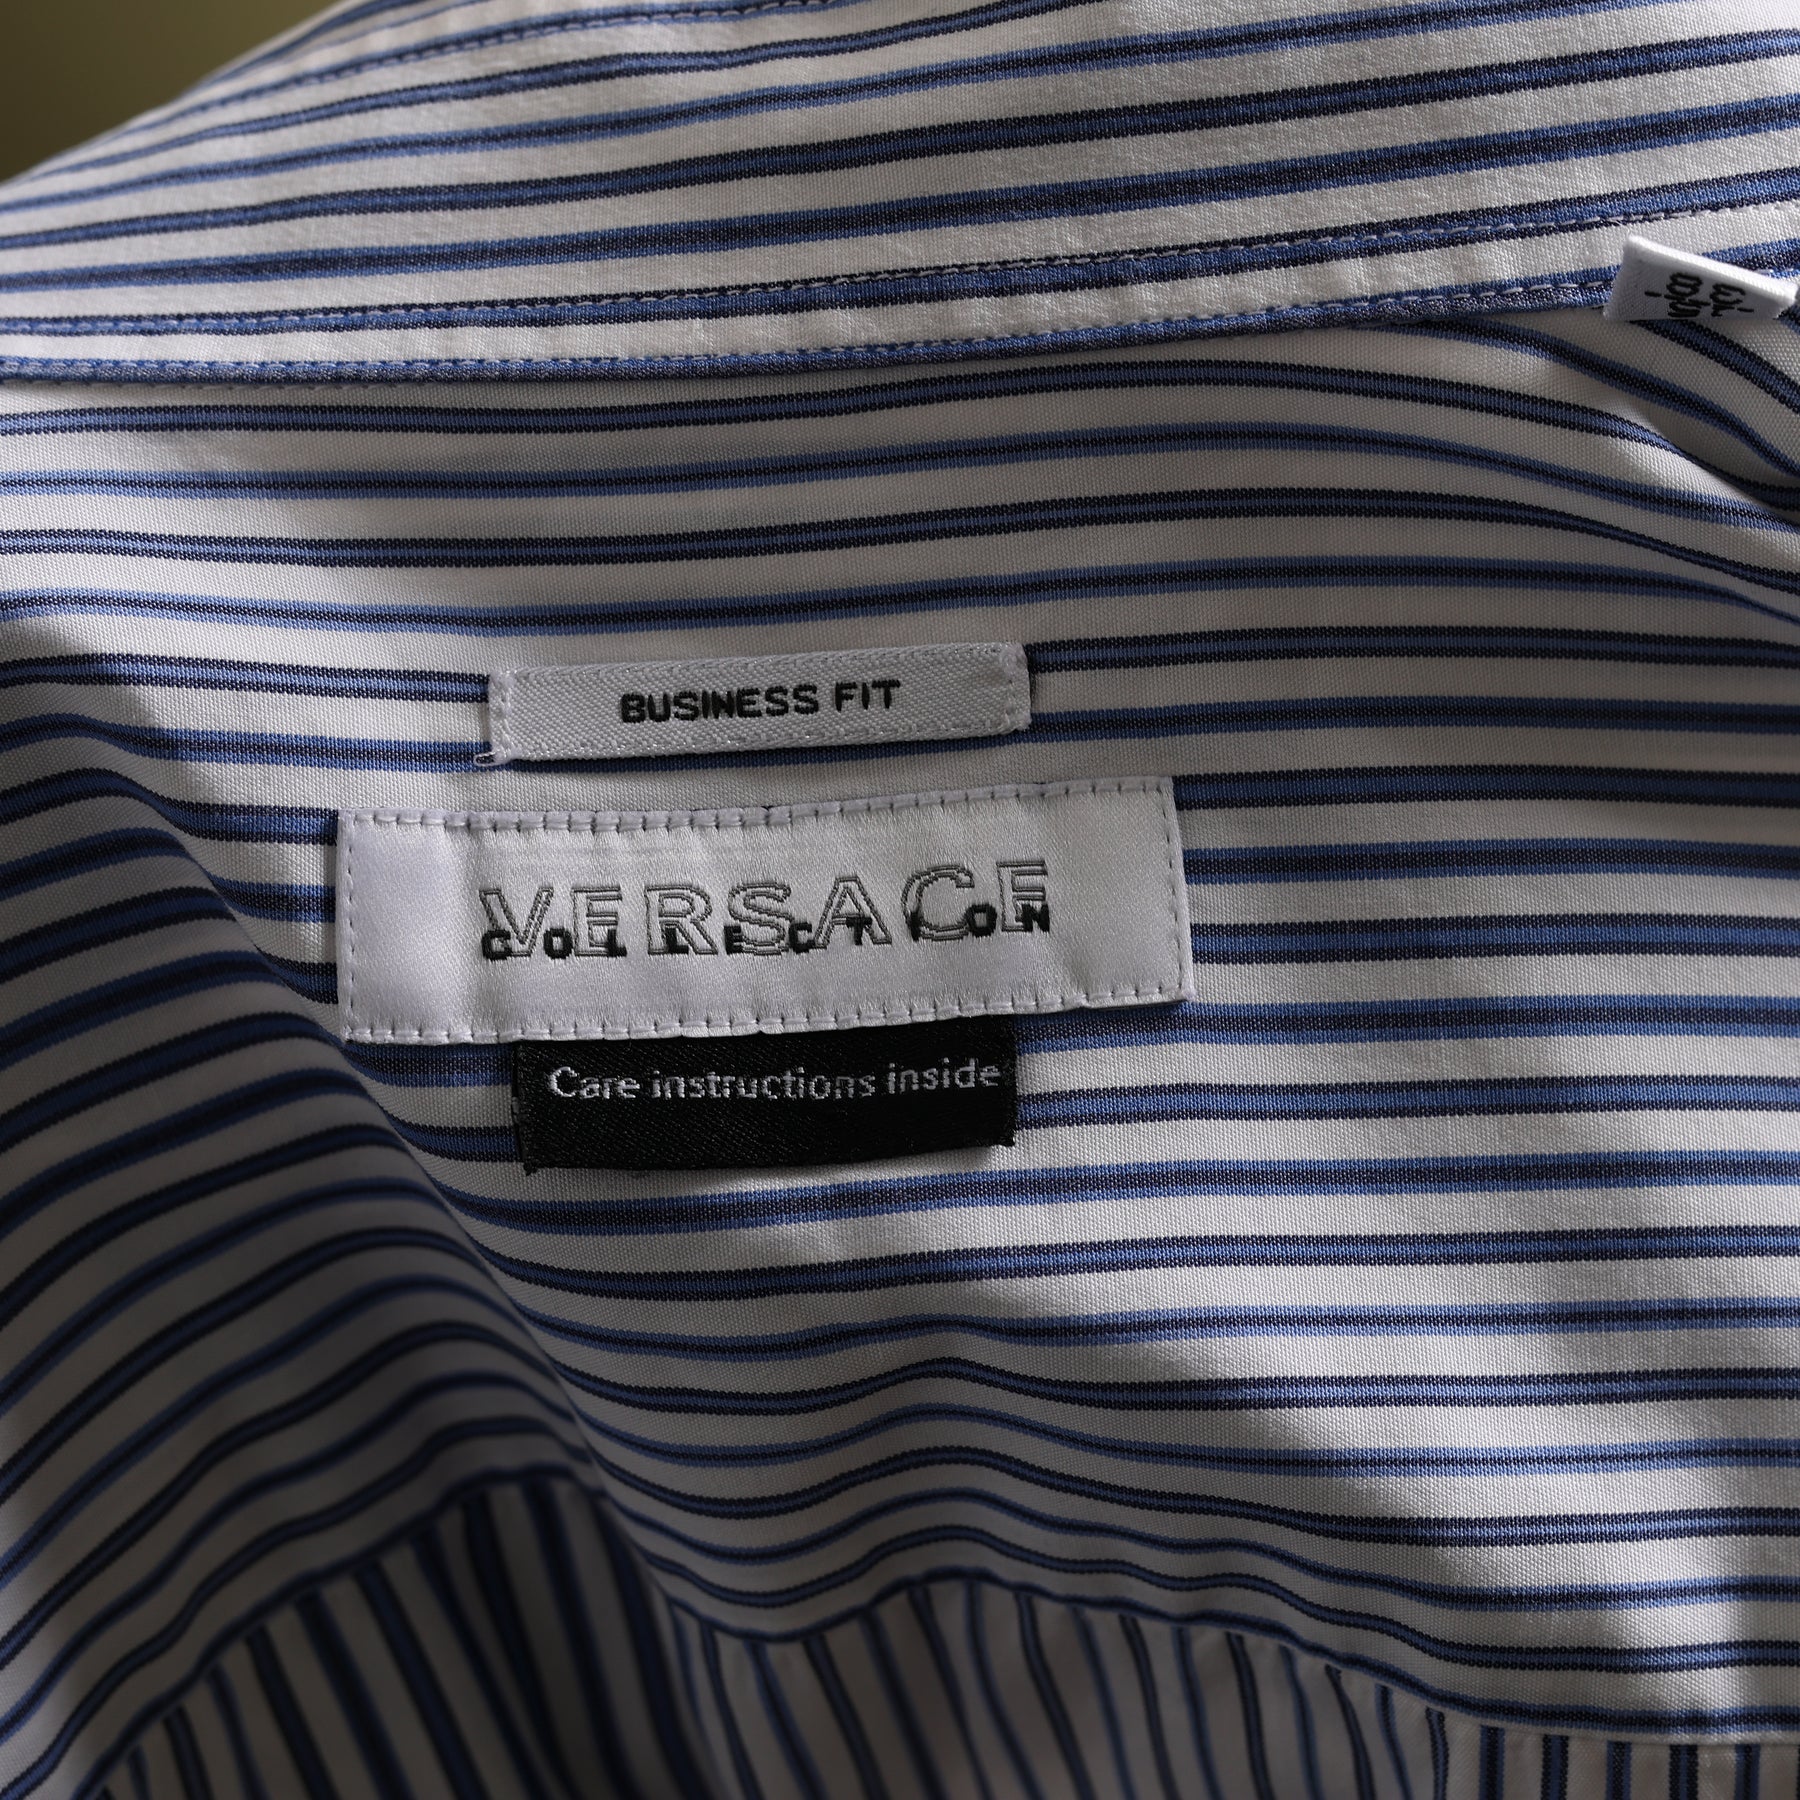 BUSINESS FIT
VERSACE
COLLECTION
Care instructions inside